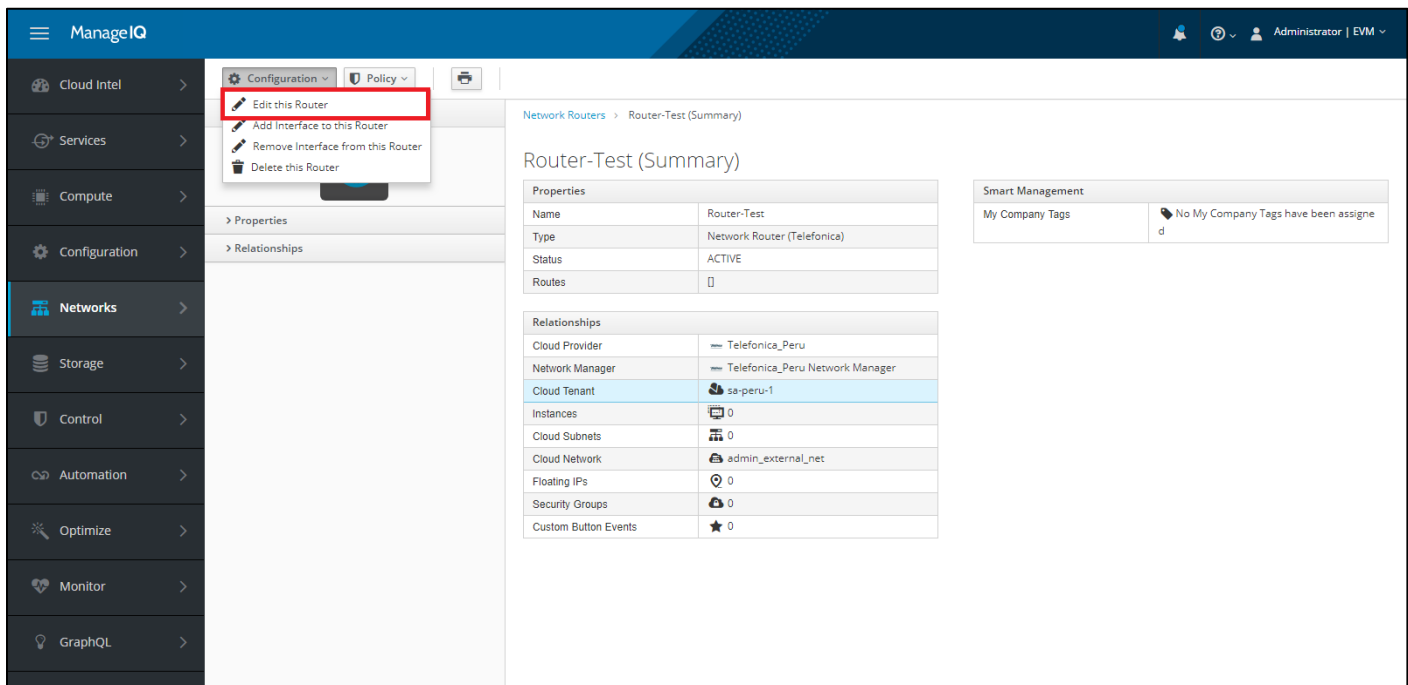 ManageIQ
Administrator | EVM
Cloud Intel
Services
Compute
Configuration
Networks
Storage
Control
Automation
Optimize
Monitor
GraphQL
Configuration
Policy
Edit this Router
Add Interface to this Router
Remove Interface from this Router
Delete this Router
Properties
Relationships
Network Routers > Router-Test (Summary)
Router-Test (Summary)
Properties
Name Router-Test
Type Network Router (Telefonica)
Status ACTIVE
Routes []
Relationships
Cloud Provider Telefonica_Peru
Network Manager Telefonica_Peru Network Manager
Cloud Tenant sa-peru-1
Instances 0
Cloud Subnets 0
Cloud Network admin_external_net
Floating IPs 0
Security Groups 0
Custom Button Events 0
Smart Management
My Company Tags No My Company Tags have been assigne
d